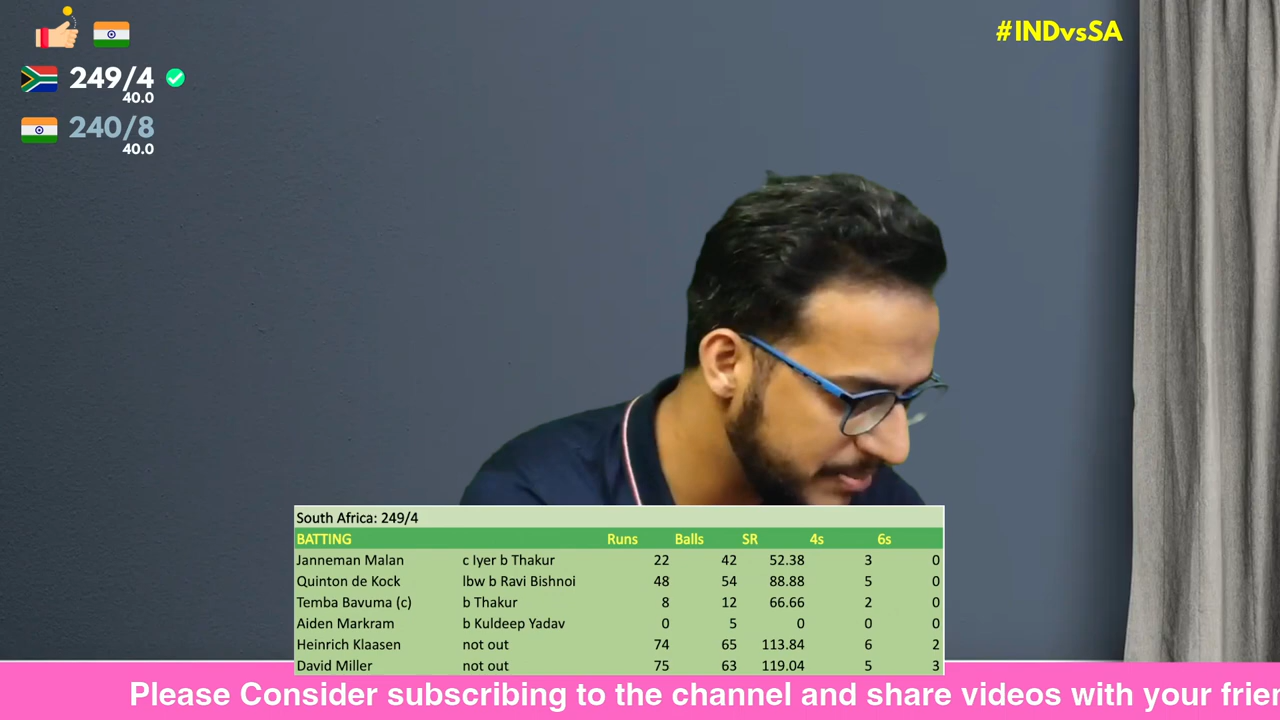 #INDvsSA
249/4
40.0
240/8
40.0
South Africa: 249/4
BATTING Runs Balls SR 4s 6s
Janneman Malan c Iyer b Thakur 22 42 52.38 3 0
Quinton de Kock lbw b Ravi Bishnoi 48 54 88.88 5 0
Temba Bavuma (c) b Thakur 8 12 66.66 2 0
Aiden Markram b Kuldeep Yadav 0 5 0 0 0
Heinrich Klaasen not out 74 65 113.84 6 2
David Miller not out 75 63 119.04 5 3
Please Consider subscribing to the channel and share videos with your frien